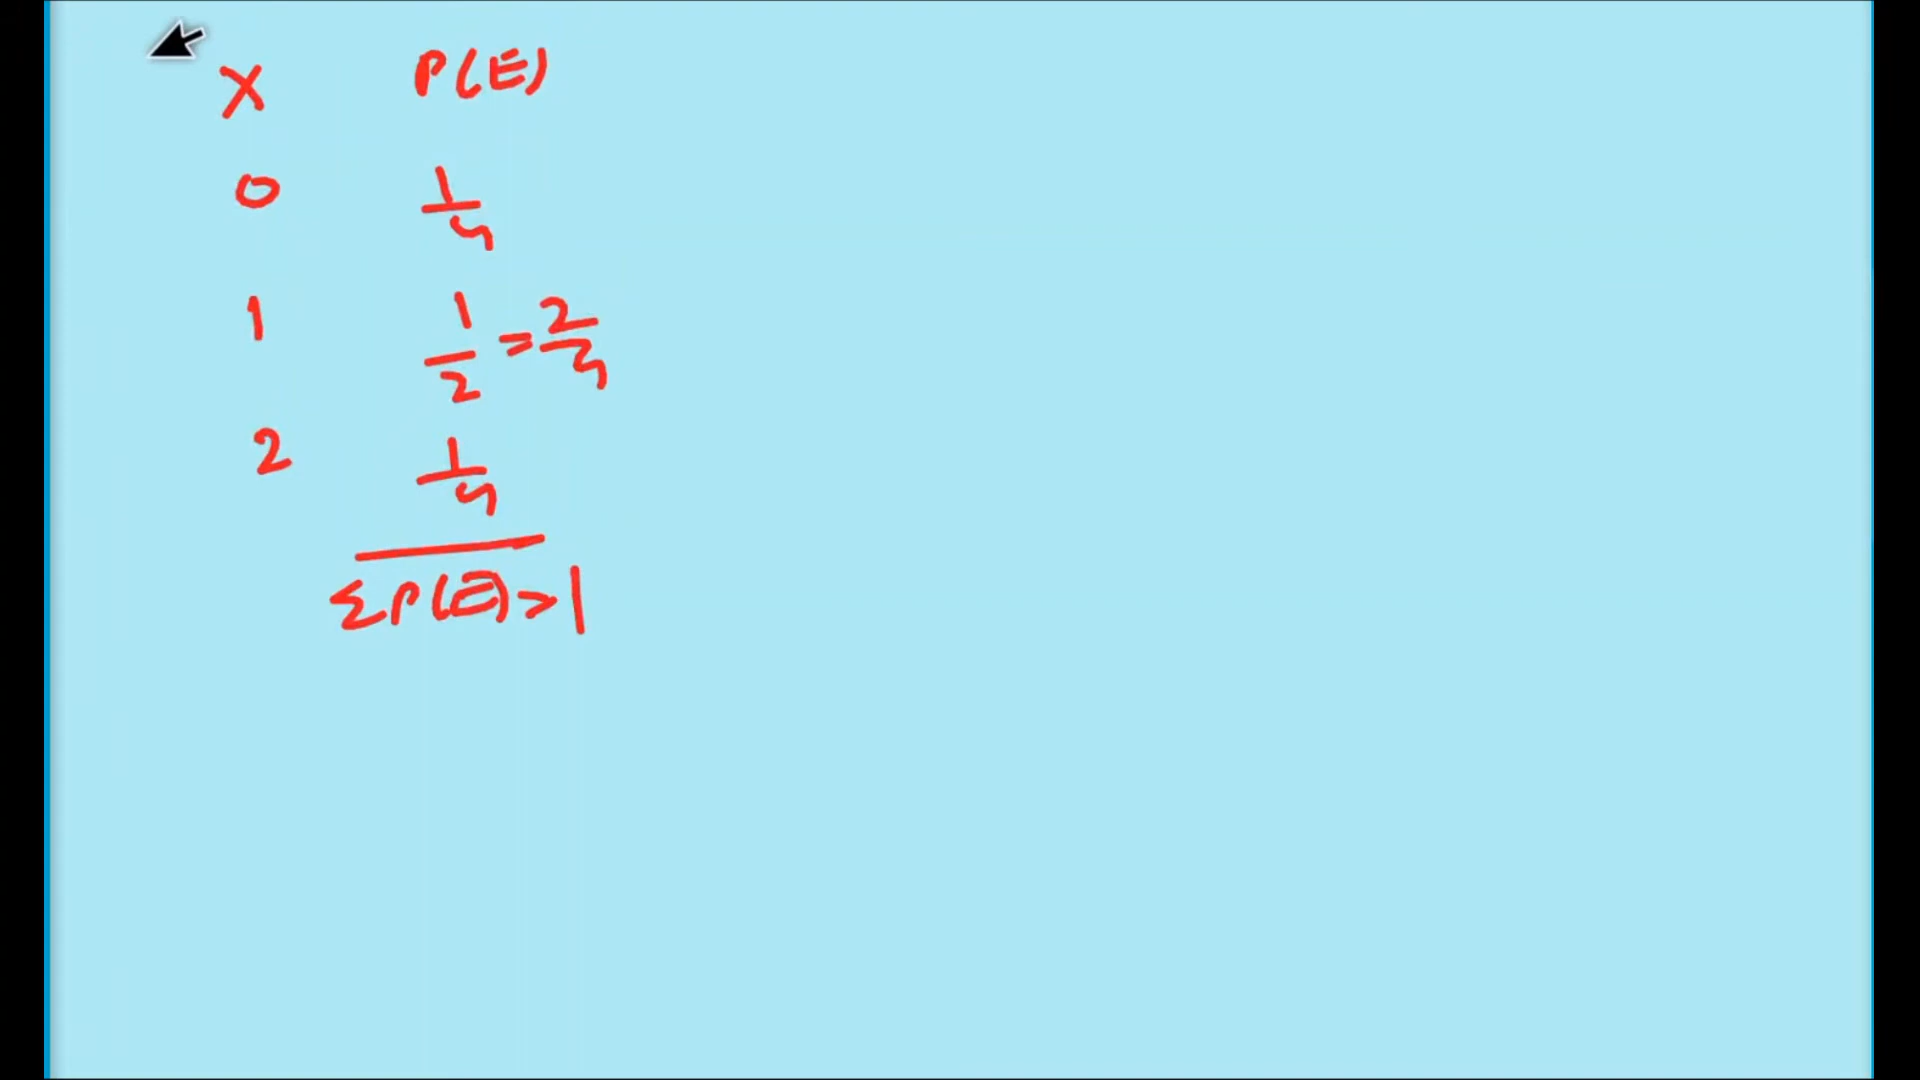 X P(E)
0 1/4
1 1/2 = 2/4
2 1/4
ΣP(E) = 1